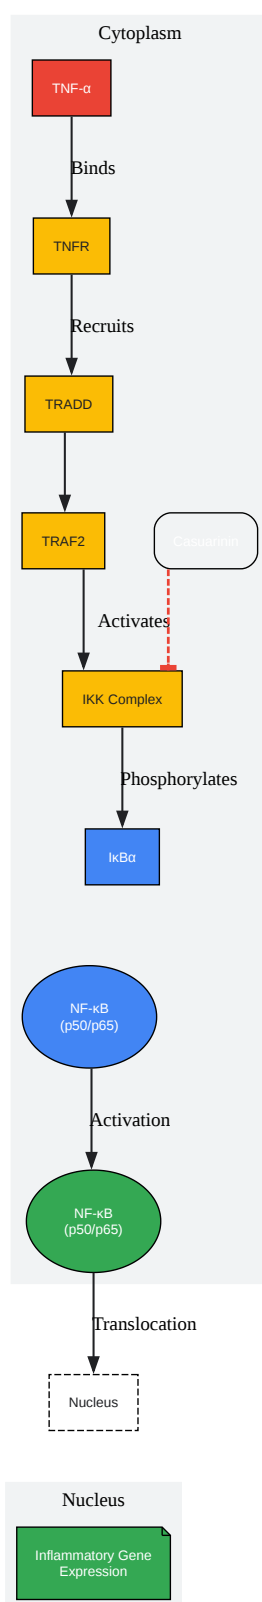 Cytoplasm
TNF-α
Binds
TNFR
Recruits
TRADD
TRAF2
Casuarinin
Activates
IKK Complex
Phosphorylates
IκBα
NF-κB
(p50/p65)
Activation
NF-κB
(p50/p65)
Translocation
Nucleus
Nucleus
Inflammatory Gene
Expression